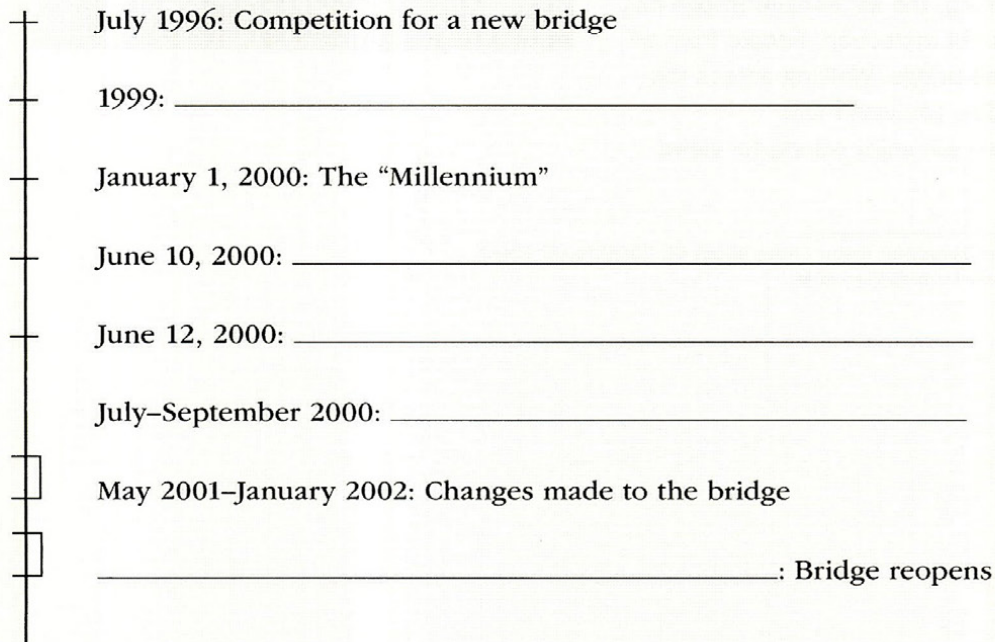 July 1996: Competition for a new bridge
1999:
January 1, 2000: The “Millennium”
June 10, 2000:
June 12, 2000:
July–September 2000:
May 2001–January 2002: Changes made to the bridge
: Bridge reopens